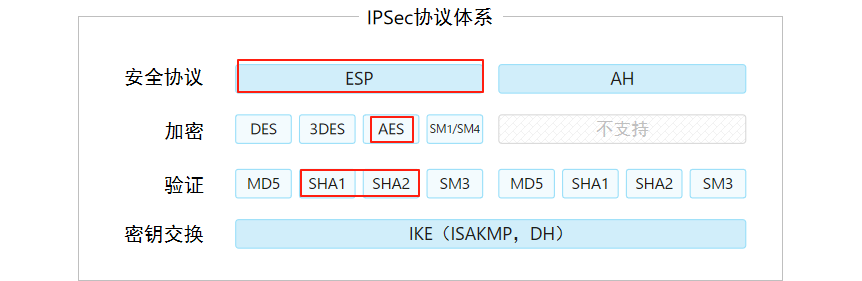 IPSec协议体系
安全协议 ESP AH
加密 DES 3DES AES SM1/SM4 不支持
验证 MD5 SHA1 SHA2 SM3 MD5 SHA1 SHA2 SM3
密钥交换 IKE（ISAKMP，DH）